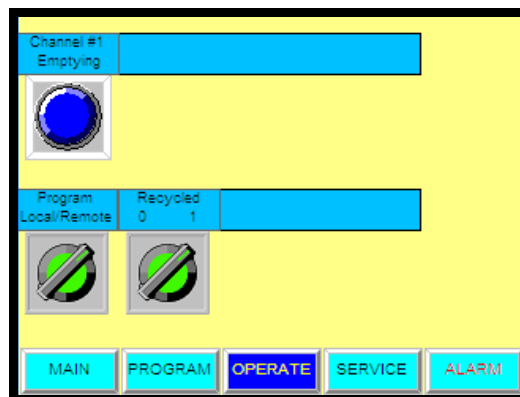 Channel #1
Emptying
Program
Local/Remote
Recycled
0 1
MAIN PROGRAM OPERATE SERVICE ALARM